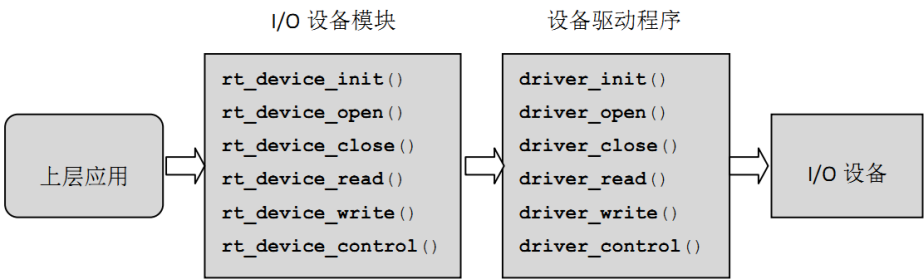 I/O 设备模块
设备驱动程序
上层应用
rt_device_init()
rt_device_open()
rt_device_close()
rt_device_read()
rt_device_write()
rt_device_control()
driver_init()
driver_open()
driver_close()
driver_read()
driver_write()
driver_control()
I/O 设备